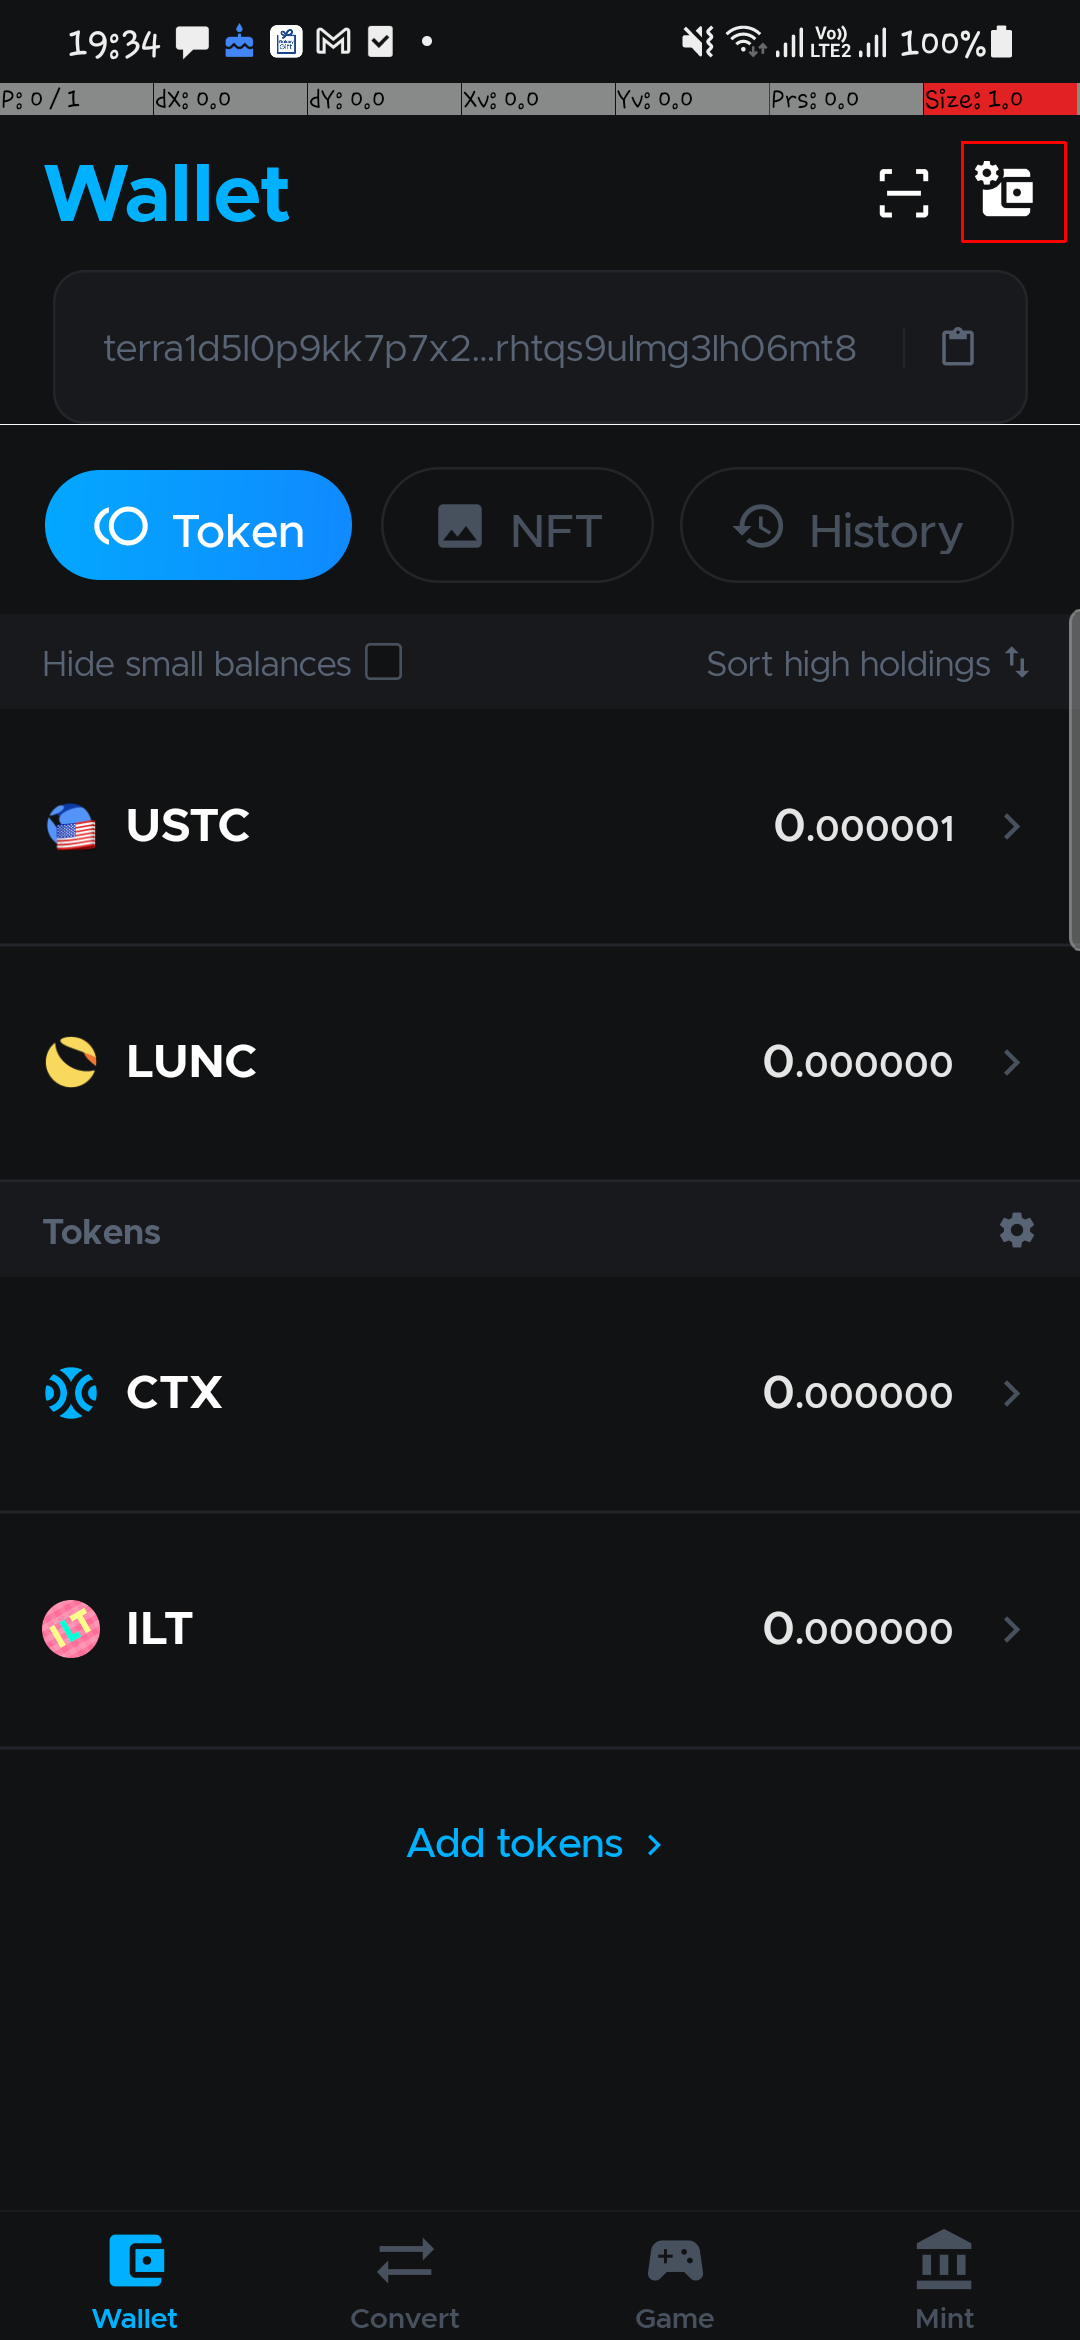 19:34 Vo)) LTE2 100%
P: 0 / 1 dX: 0.0 dY: 0.0 Xv: 0.0 Yv: 0.0 Prs: 0.0 Size: 1.0
Wallet
terra1d5l0p9kk7p7x2...rhtqs9ulmg3lh06mt8
Token NFT History
Hide small balances Sort high holdings
USTC 0.000001
LUNC 0.000000
Tokens
CTX 0.000000
ILT ILT 0.000000
Add tokens
Wallet Convert Game Mint